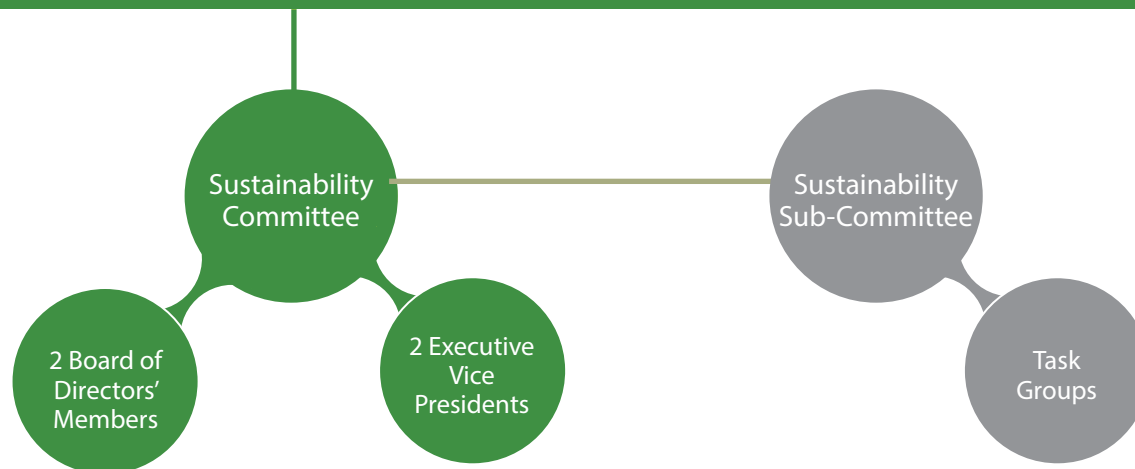 Sustainability
Committee
Sustainability
Sub-Committee
2 Board of
Directors’
Members
2 Executive
Vice
Presidents
Task
Groups